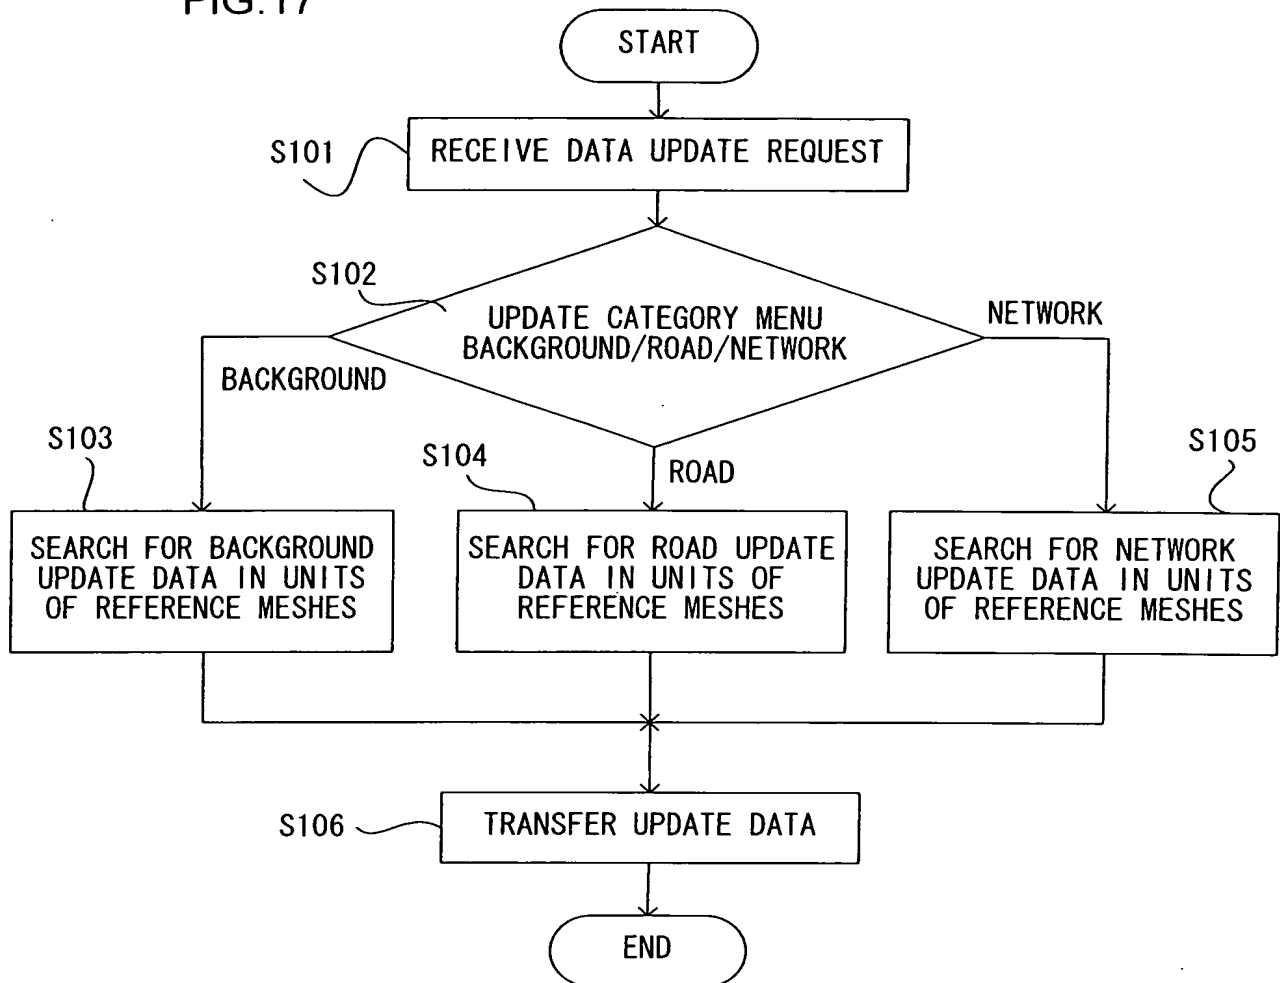 FIG. 17
START
S101
RECEIVE DATA UPDATE REQUEST
S102
UPDATE CATEGORY MENU
BACKGROUND/ROAD/NETWORK
NETWORK
BACKGROUND
ROAD
S103
S104
S105
SEARCH FOR BACKGROUND
UPDATE DATA IN UNITS
OF REFERENCE MESHES
SEARCH FOR ROAD UPDATE
DATA IN UNITS OF
REFERENCE MESHES
SEARCH FOR NETWORK
UPDATE DATA IN UNITS
OF REFERENCE MESHES
S106
TRANSFER UPDATE DATA
END